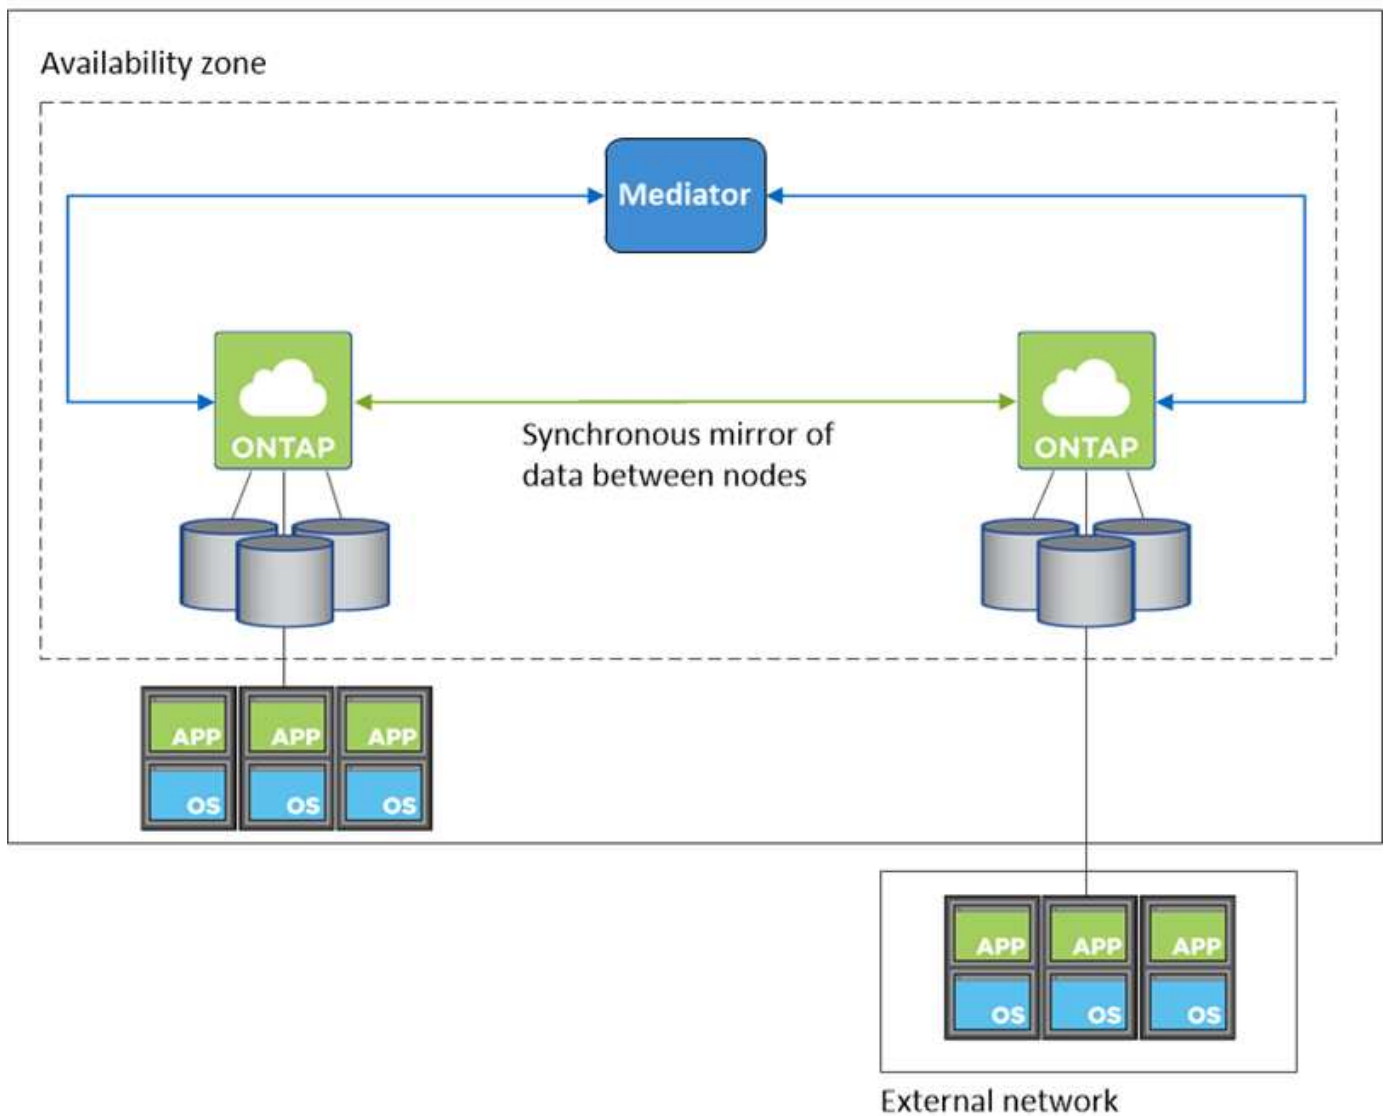 Availability zone
Mediator
ONTAP
ONTAP
Synchronous mirror of
data between nodes
APP APP APP
OS OS OS
APP APP APP
OS OS OS
External network